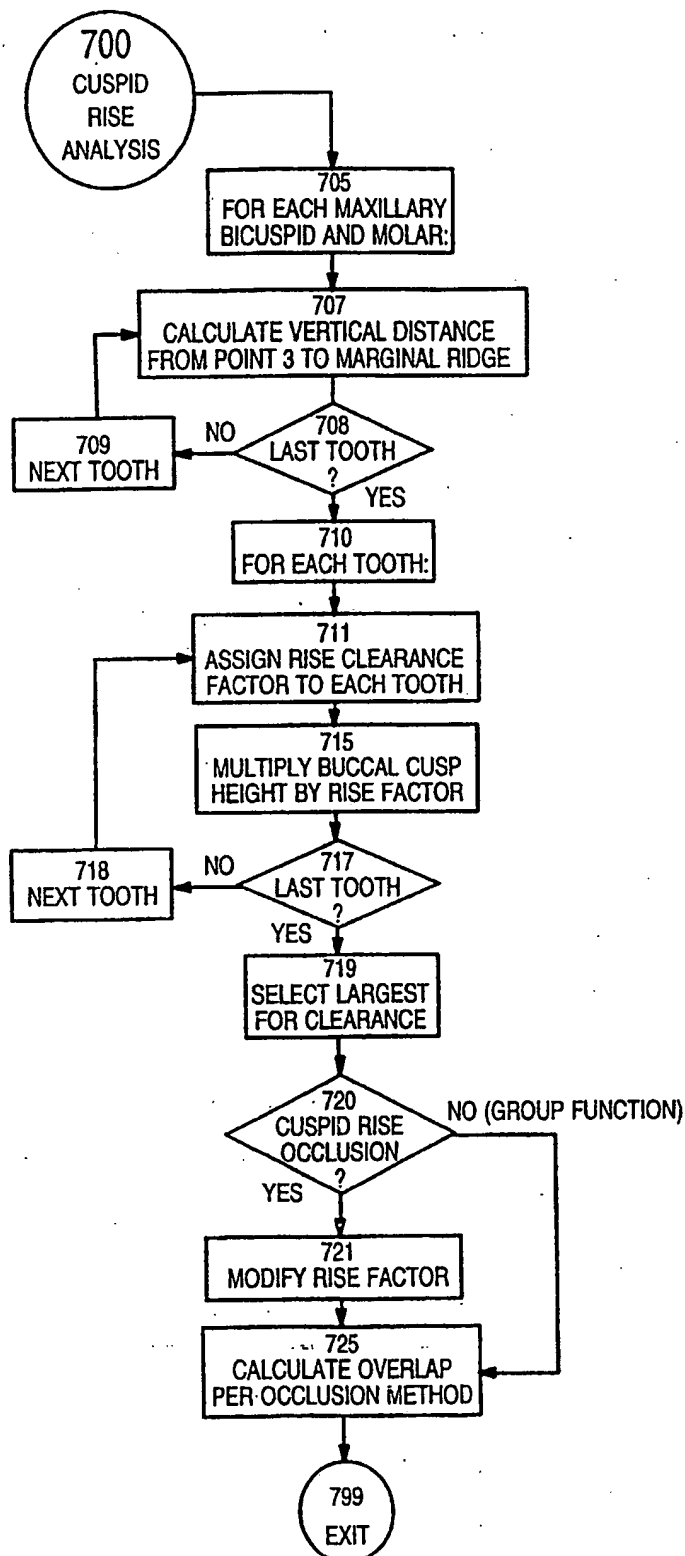 700
CUSPID
RISE
ANALYSIS
705
FOR EACH MAXILLARY
BICUSPID AND MOLAR:
707
CALCULATE VERTICAL DISTANCE
FROM POINT 3 TO MARGINAL RIDGE
708
LAST TOOTH
?
NO
709
NEXT TOOTH
YES
710
FOR EACH TOOTH:
711
ASSIGN RISE CLEARANCE
FACTOR TO EACH TOOTH
715
MULTIPLY BUCCAL CUSP
HEIGHT BY RISE FACTOR
717
LAST TOOTH
?
NO
718
NEXT TOOTH
YES
719
SELECT LARGEST
FOR CLEARANCE
720
CUSPID RISE
OCCLUSION
?
NO (GROUP FUNCTION)
YES
721
MODIFY RISE FACTOR
725
CALCULATE OVERLAP
PER OCCLUSION METHOD
799
EXIT